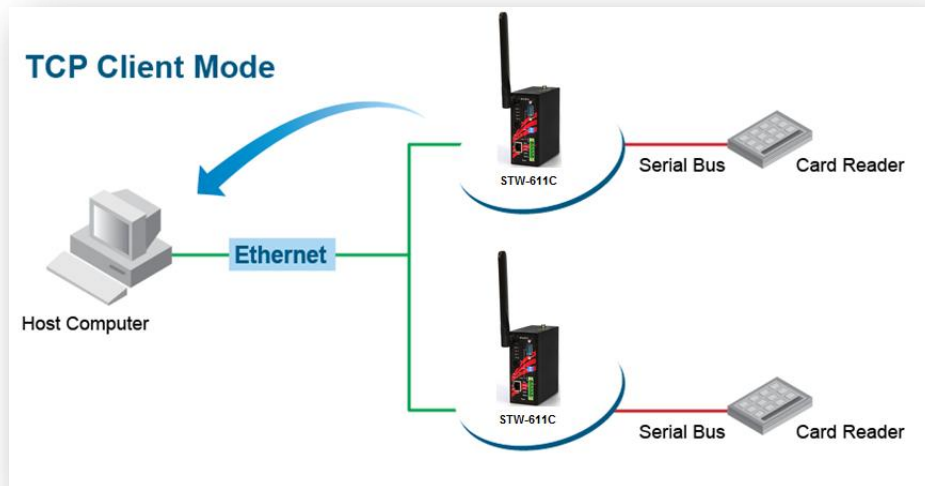 TCP Client Mode
STW-611C
Serial Bus
Card Reader
Ethernet
Host Computer
STW-611C
Serial Bus
Card Reader